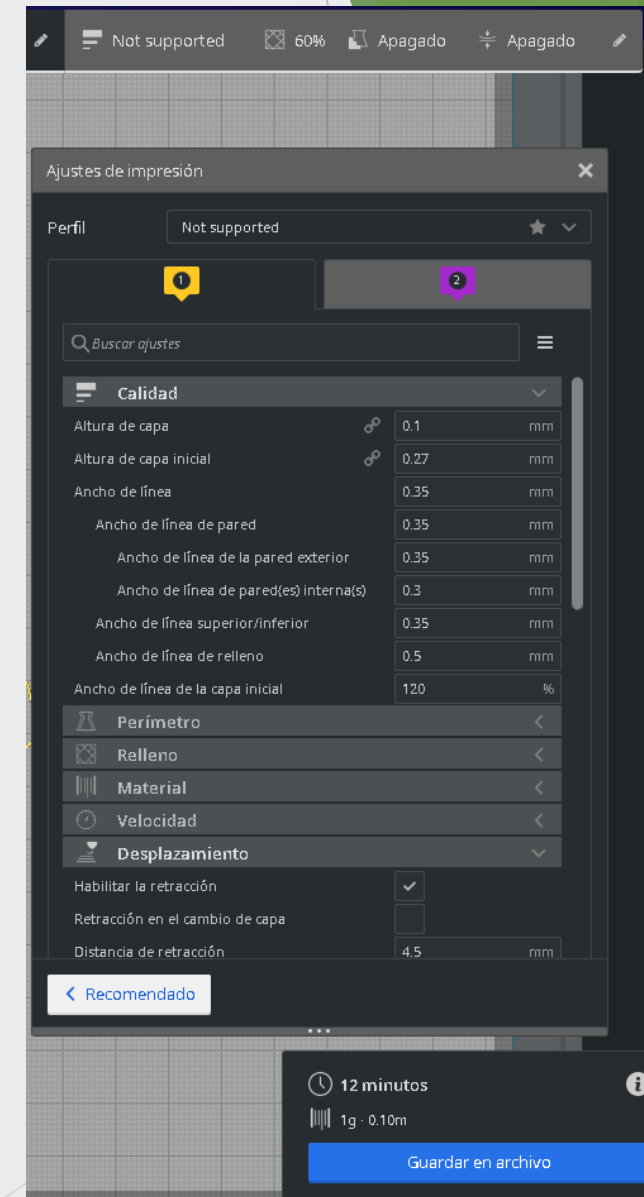 Not supported 60% Apagado Apagado
Ajustes de impresión
Perfil Not supported
1 2
Buscar ajustes
Calidad
Altura de capa 0.1 mm
Altura de capa inicial 0.27 mm
Ancho de línea 0.35 mm
Ancho de línea de pared 0.35 mm
Ancho de línea de la pared exterior 0.35 mm
Ancho de línea de pared(es) interna(s) 0.3 mm
Ancho de línea superior/inferior 0.35 mm
Ancho de línea de relleno 0.5 mm
Ancho de línea de la capa inicial 120 %
Perímetro
Relleno
Material
Velocidad
Desplazamiento
Habilitar la retracción
Retracción en el cambio de capa
Distancia de retracción 4.5 mm
Recomendado
12 minutos
1g · 0.10m
Guardar en archivo